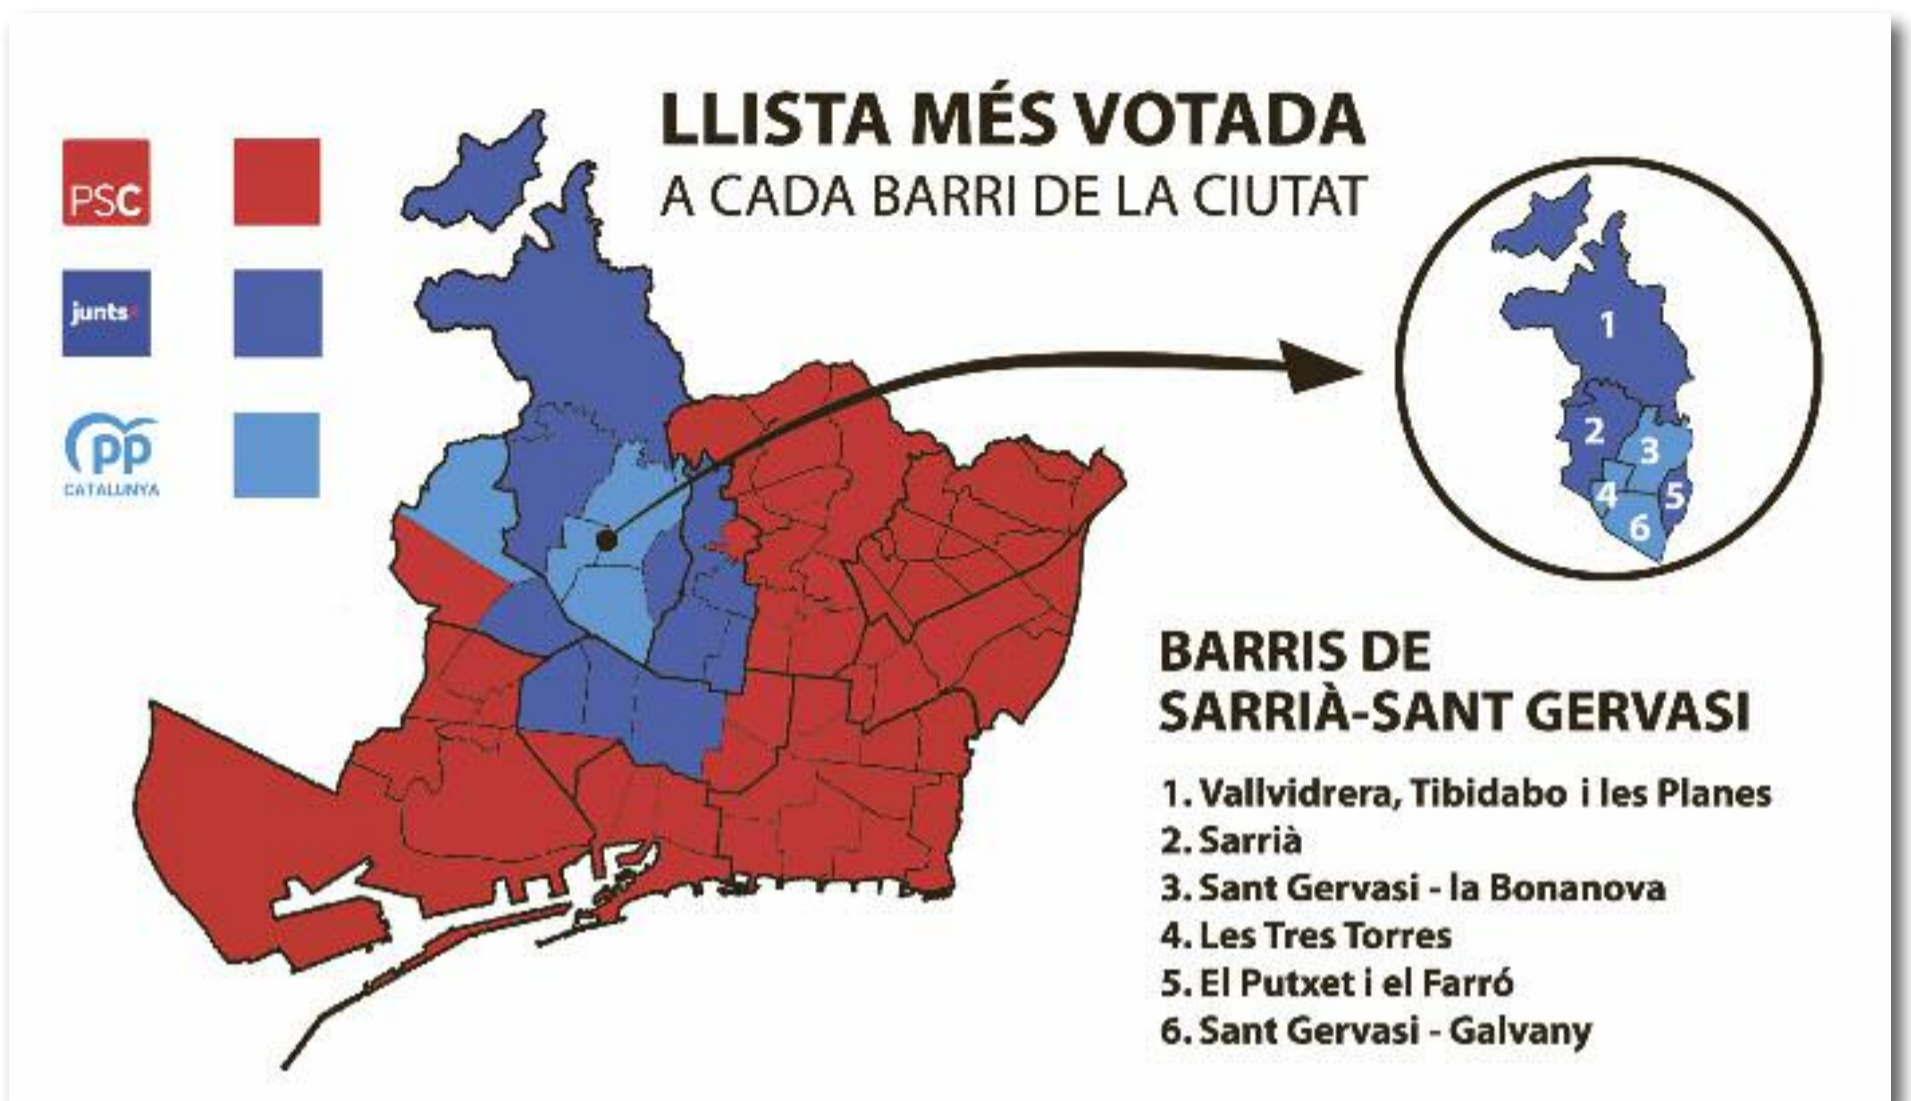 LLISTA MÉS VOTADA
A CADA BARRI DE LA CIUTAT
PSC
junts
pp
CATALUNYA
1
2
3
4
5
6
BARRIS DE
SARRIÀ-SANT GERVASI
1. Vallvidrera, Tibidabo i les Planes
2. Sarrià
3. Sant Gervasi - la Bonanova
4. Les Tres Torres
5. El Putxet i el Farró
6. Sant Gervasi - Galvany